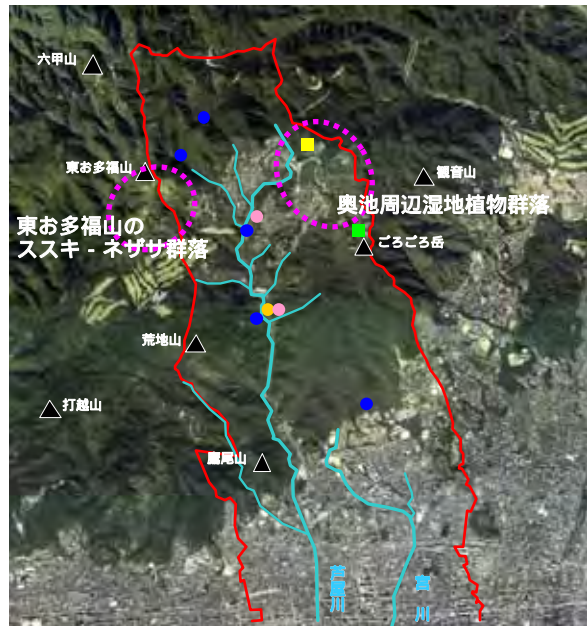 六甲山
東お多福山
観音山
奥池周辺湿地植物群落
東お多福山の
ススキ - ネザサ群落
ごろごろ岳
荒地山
打越山
鷹尾山
芦屋川
宮川